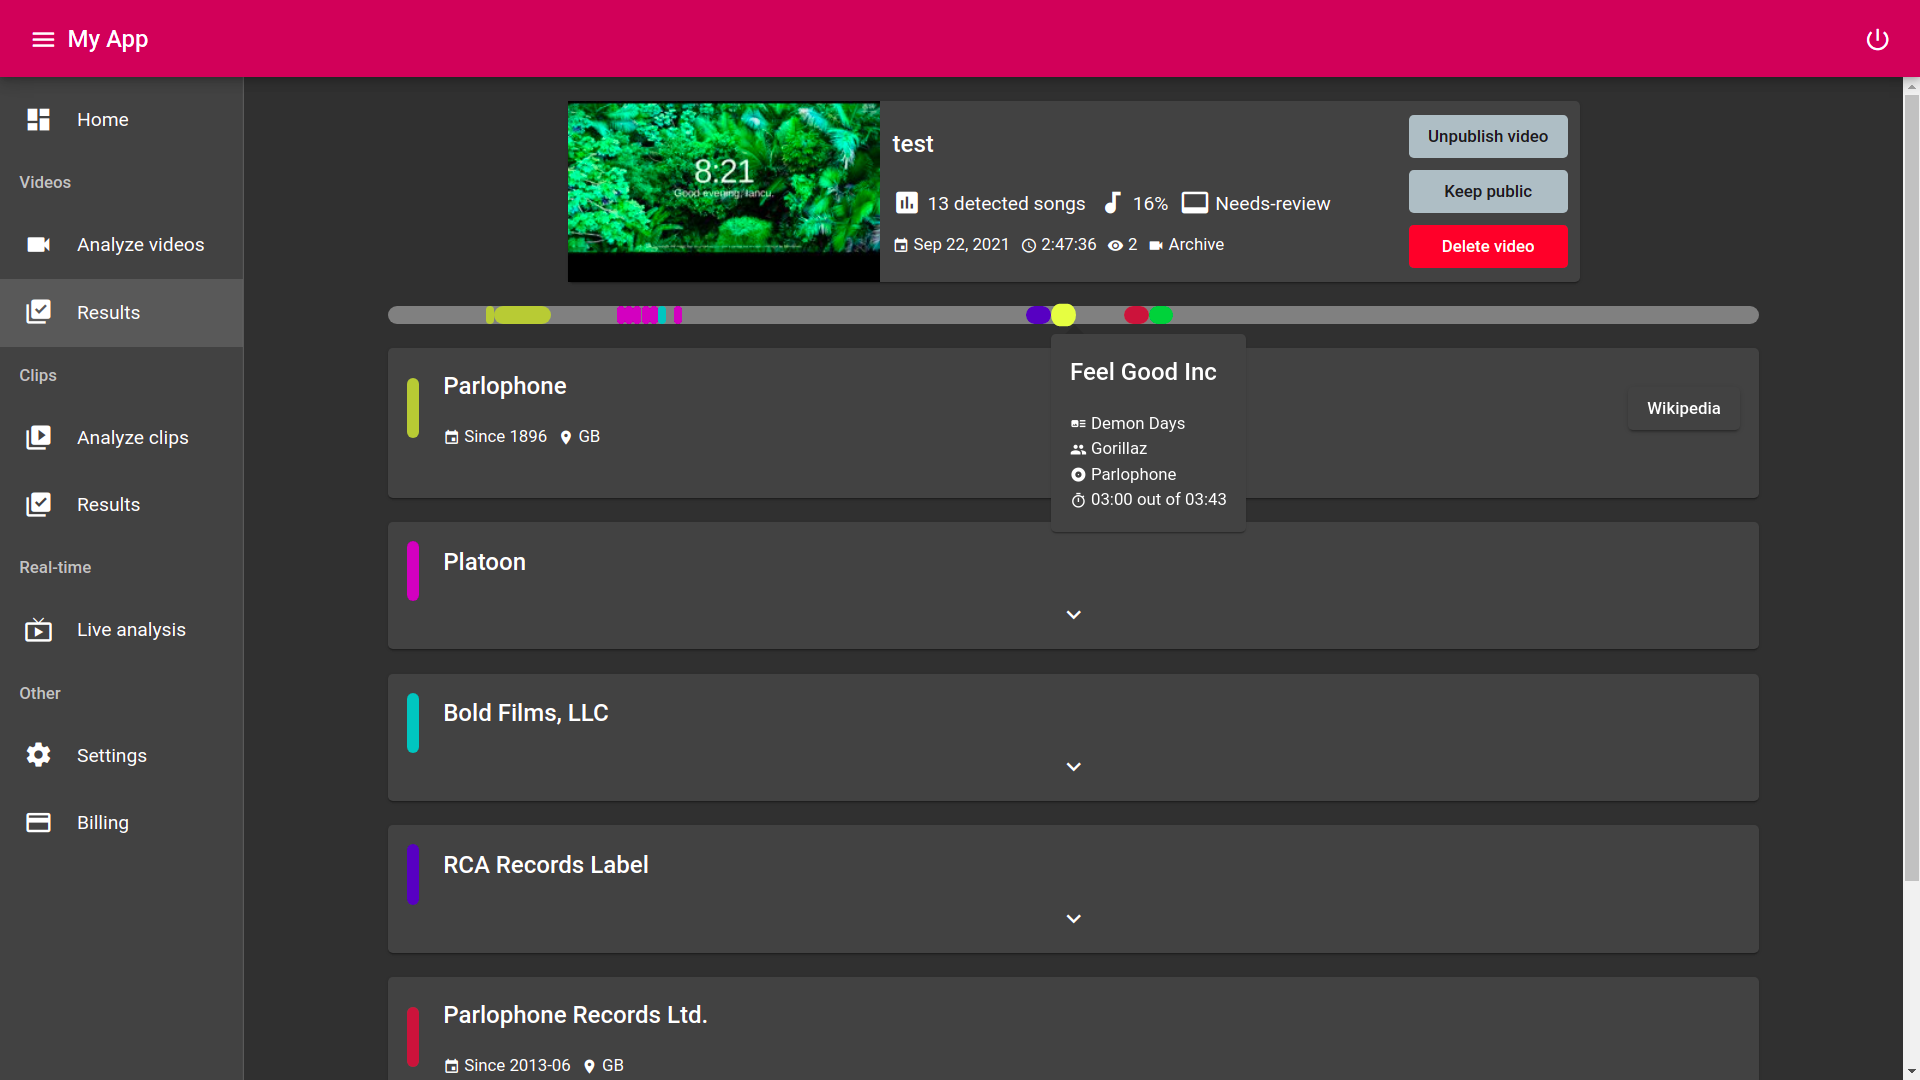 My App
Home
Videos
Analyze videos
Results
Clips
Analyze clips
Results
Real-time
Live analysis
Other
Settings
Billing
8:21
Good evening, Iancu.
test
13 detected songs 16% Needs-review
Sep 22, 2021 2:47:36 2 Archive
Unpublish video
Keep public
Delete video
Feel Good Inc
Demon Days
Gorillaz
Parlophone
03:00 out of 03:43
Parlophone
Since 1896 GB
Wikipedia
Platoon
Bold Films, LLC
RCA Records Label
Parlophone Records Ltd.
Since 2013-06 GB